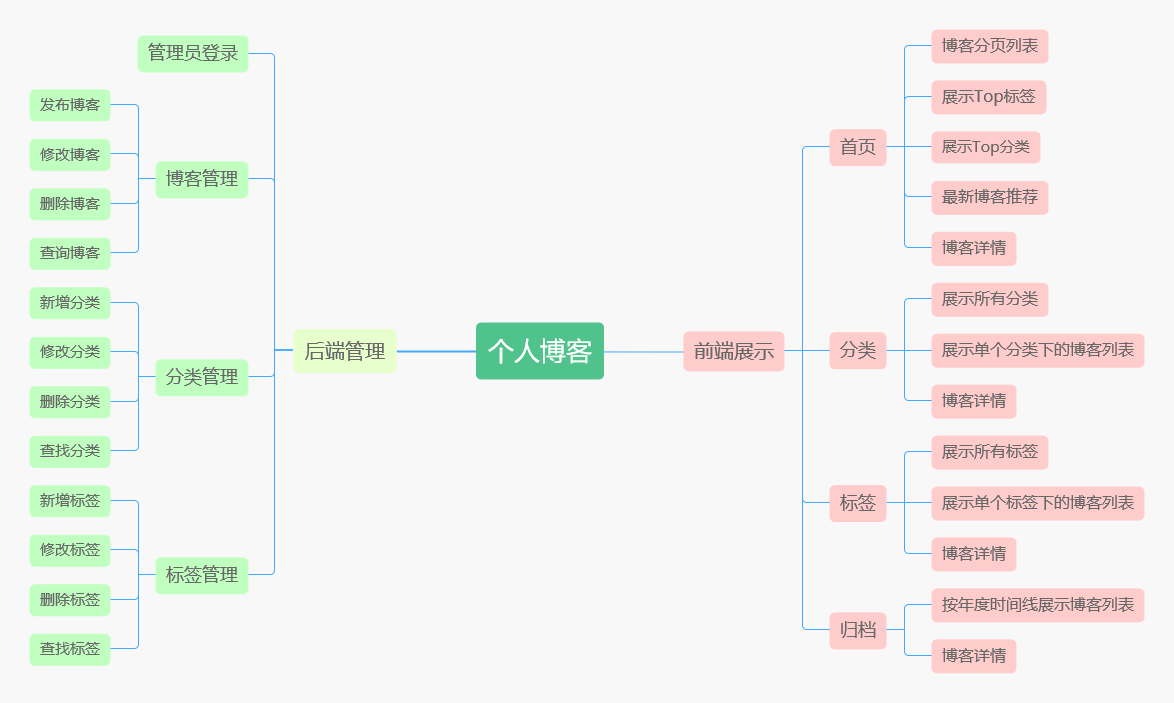 个人博客
后端管理
管理员登录
博客管理
发布博客
修改博客
删除博客
查询博客
分类管理
新增分类
修改分类
删除分类
查找分类
标签管理
新增标签
修改标签
删除标签
查找标签
前端展示
首页
博客分页列表
展示Top标签
展示Top分类
最新博客推荐
博客详情
分类
展示所有分类
展示单个分类下的博客列表
博客详情
标签
展示所有标签
展示单个标签下的博客列表
博客详情
归档
按年度时间线展示博客列表
博客详情